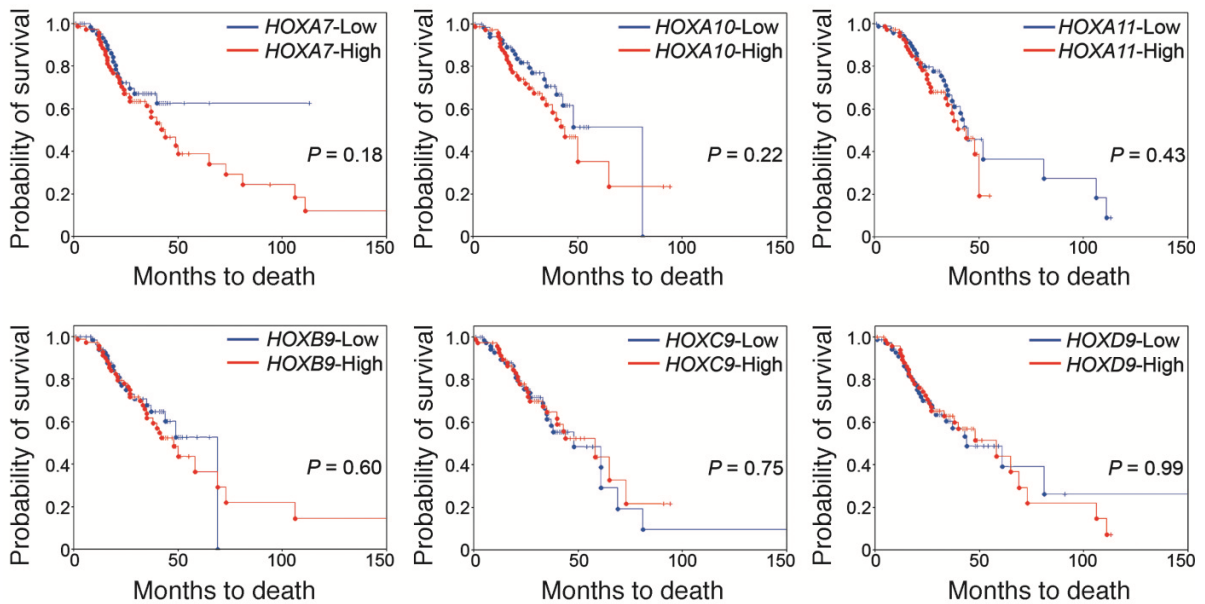 Probability of survival
1.0
0.8
0.6
0.4
0.2
0
HOXA7-Low
HOXA7-High
P = 0.18
0 50 100 150
Months to death
Probability of survival
1.0
0.8
0.6
0.4
0.2
0
HOXA10-Low
HOXA10-High
P = 0.22
0 50 100 150
Months to death
Probability of survival
1.0
0.8
0.6
0.4
0.2
0
HOXA11-Low
HOXA11-High
P = 0.43
0 50 100 150
Months to death
Probability of survival
1.0
0.8
0.6
0.4
0.2
0
HOXB9-Low
HOXB9-High
P = 0.60
0 50 100 150
Months to death
Probability of survival
1.0
0.8
0.6
0.4
0.2
0
HOXC9-Low
HOXC9-High
P = 0.75
0 50 100 150
Months to death
Probability of survival
1.0
0.8
0.6
0.4
0.2
0
HOXD9-Low
HOXD9-High
P = 0.99
0 50 100 150
Months to death